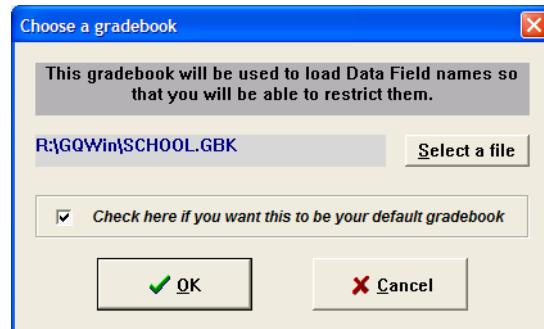 Choose a gradebook
This gradebook will be used to load Data Field names so
that you will be able to restrict them.
R:\GQWin\SCHOOL.GBK
Select a file
Check here if you want this to be your default gradebook
OK
Cancel